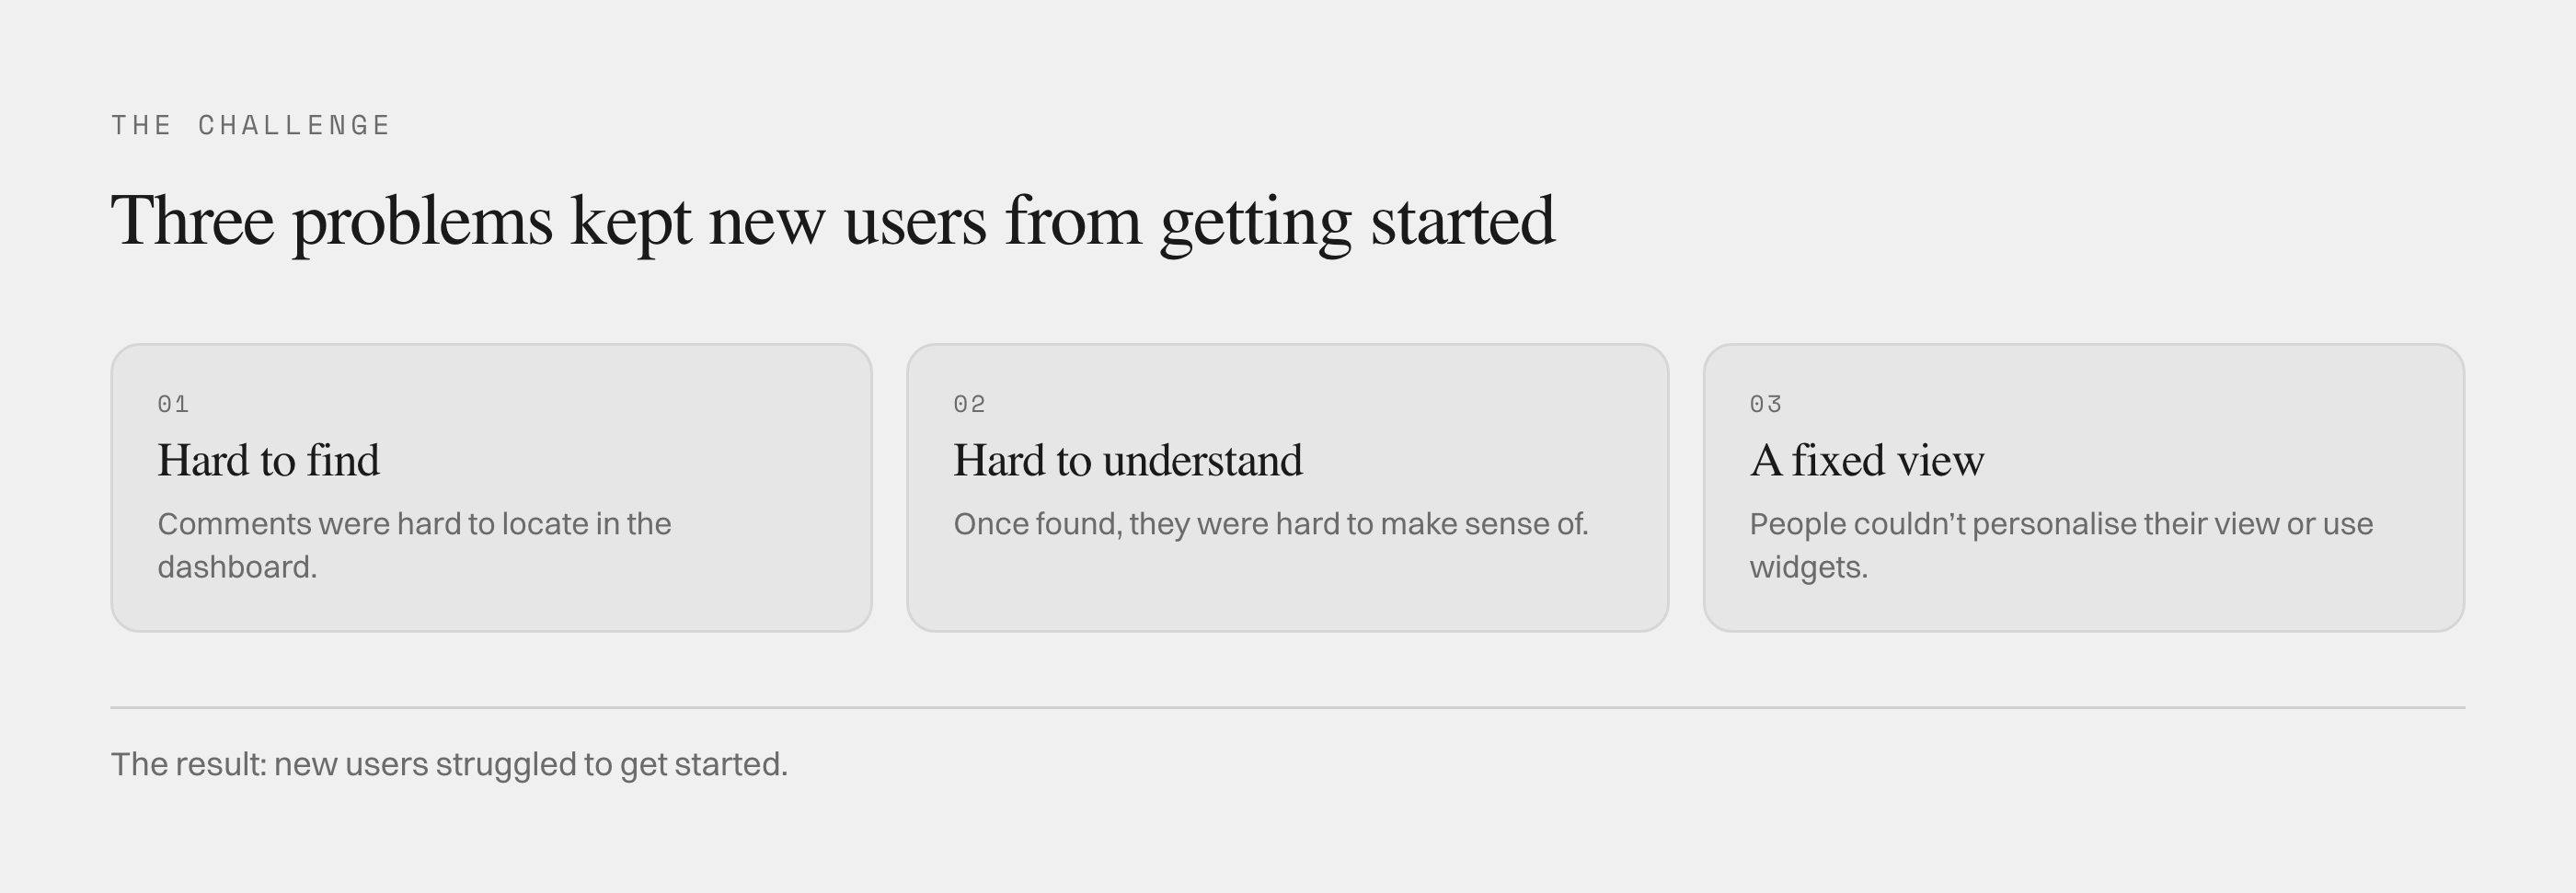 THE CHALLENGE
Three problems kept new users from getting started
01
Hard to find
Comments were hard to locate in the
dashboard.
02
Hard to understand
Once found, they were hard to make sense of.
03
A fixed view
People couldn’t personalise their view or use
widgets.
The result: new users struggled to get started.